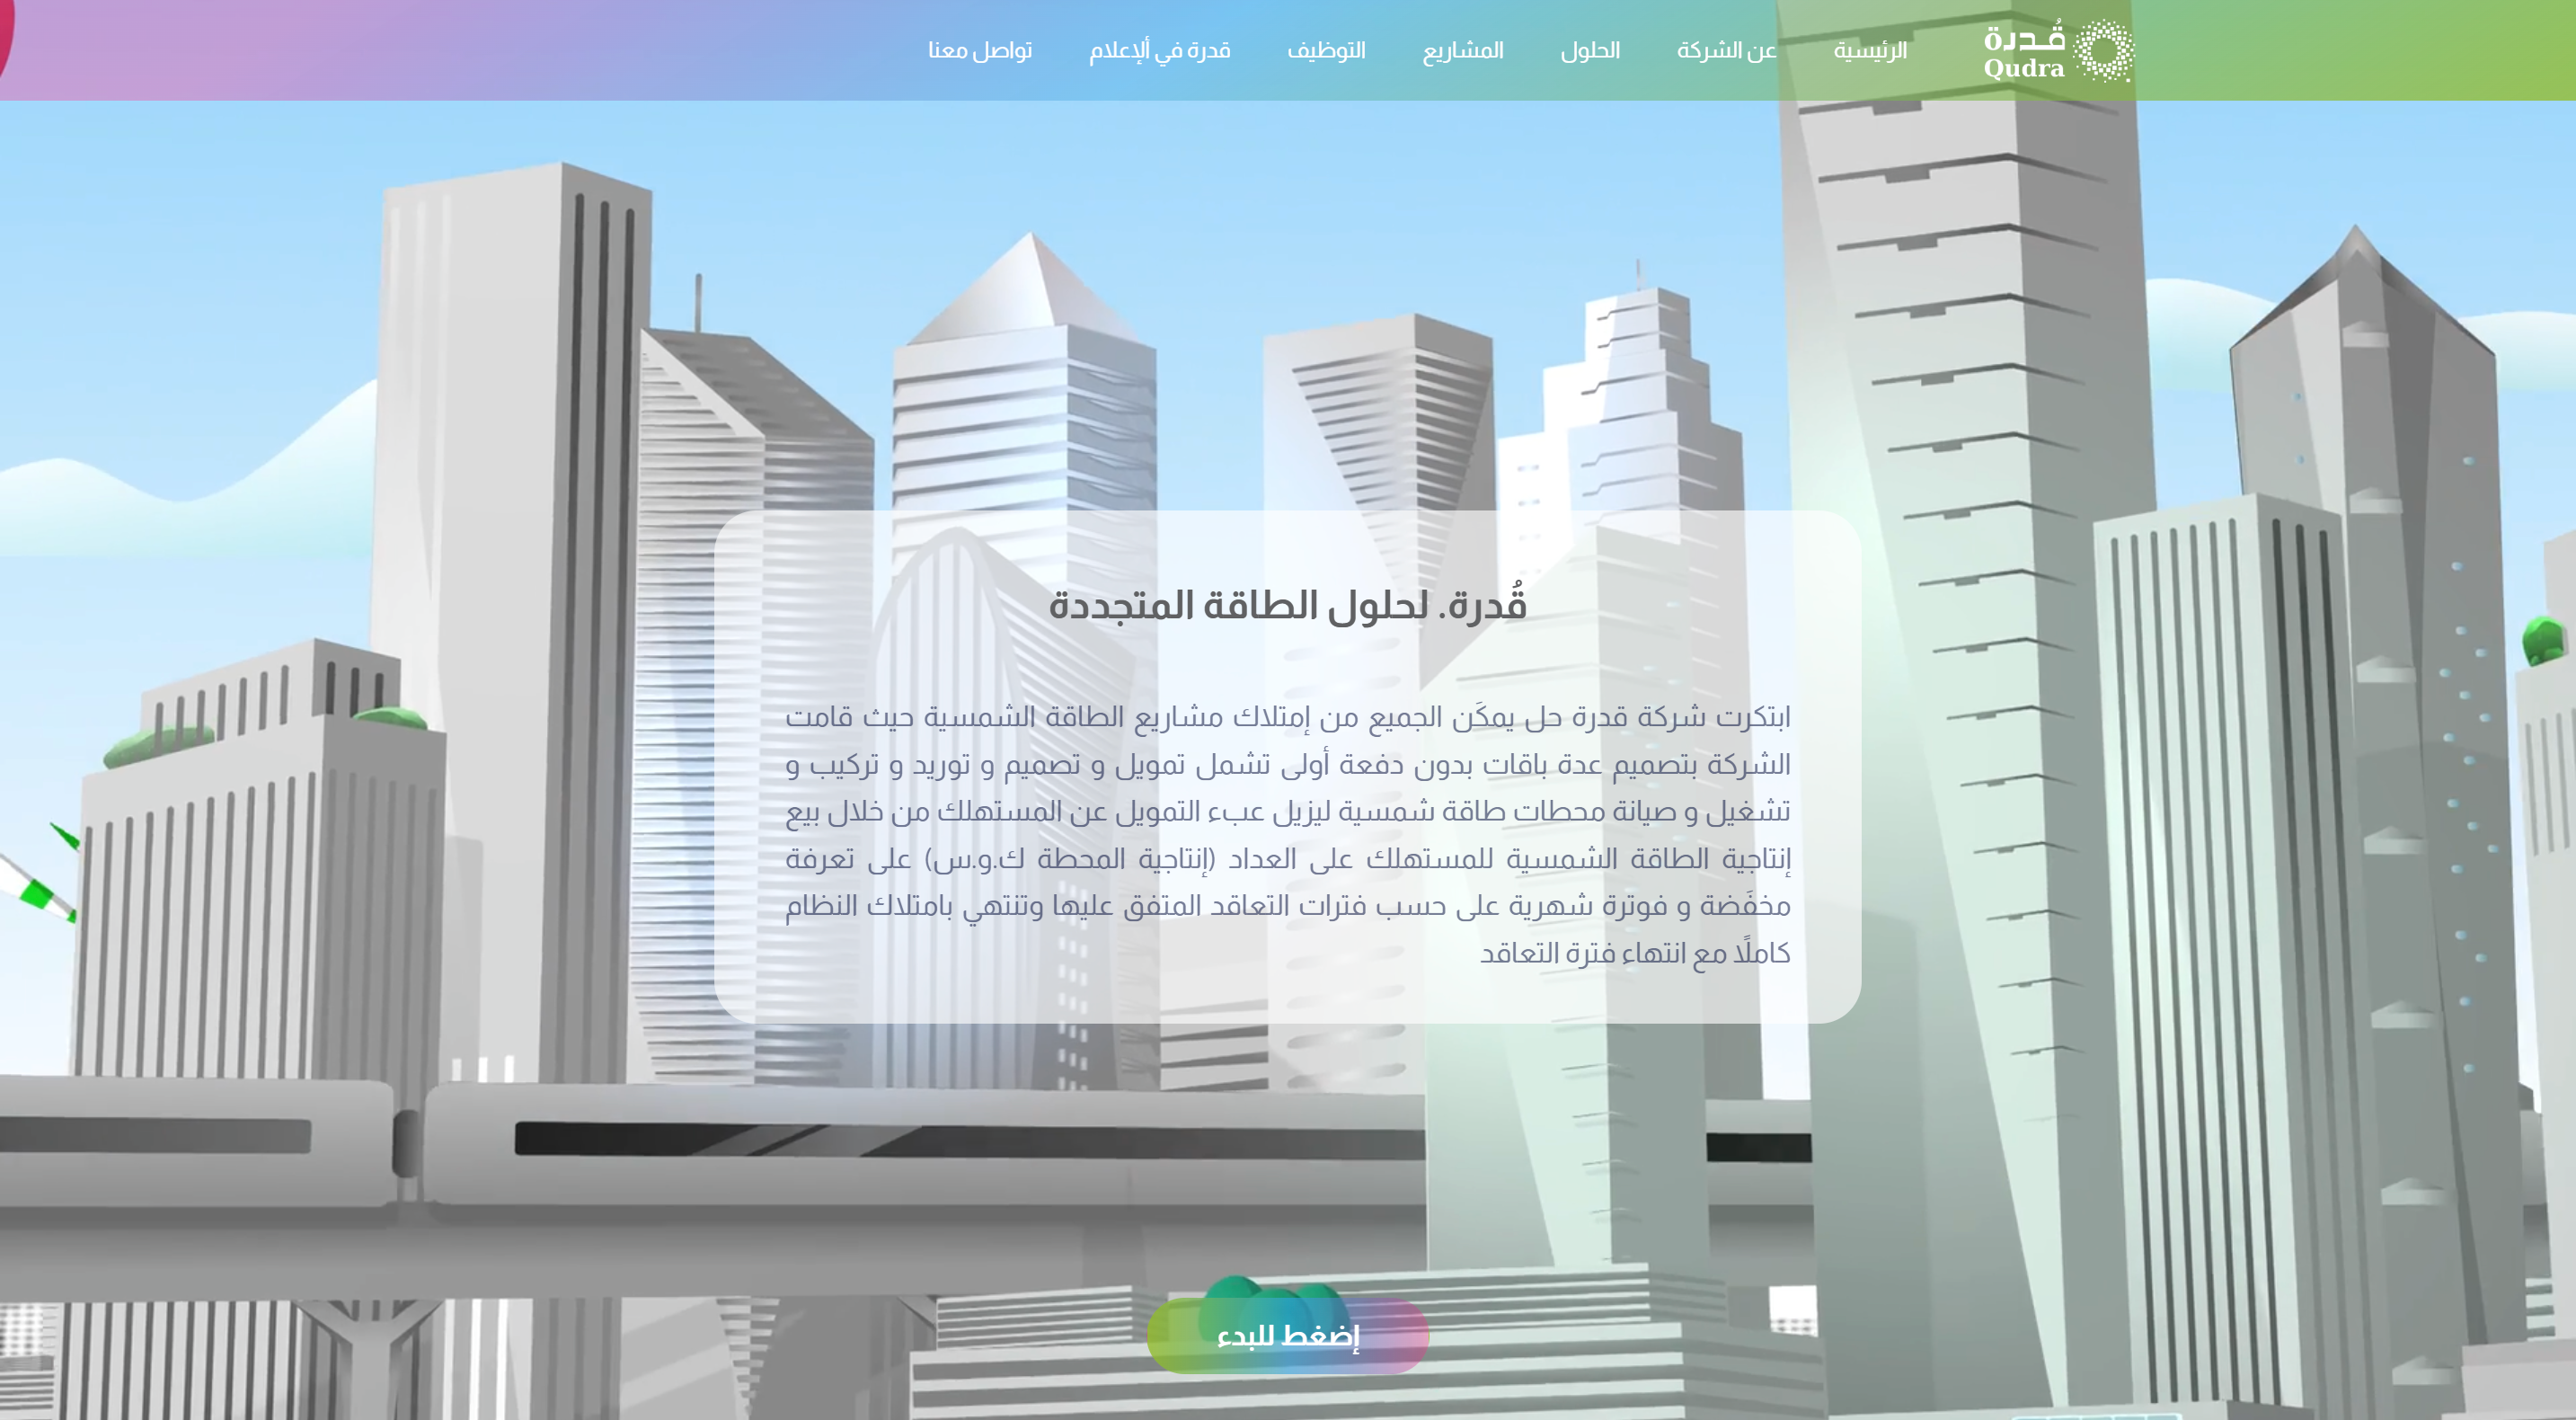 قُدرة
Qudra
الرئيسية
عن الشركة
الحلول
المشاريع
التوظيف
قدرة في ألإعلام
تواصل معنا
قُدرة. لحلول الطاقة المتجددة
ابتكرت شركة قدرة حل يمكَن الجميع من إمتلاك مشاريع الطاقة الشمسية حيث قامت
الشركة بتصميم عدة باقات بدون دفعة أولى تشمل تمويل و تصميم و توريد و تركيب و
تشغيل و صيانة محطات طاقة شمسية ليزيل عبء التمويل عن المستهلك من خلال بيع
إنتاجية الطاقة الشمسية للمستهلك على العداد (إنتاجية المحطة ك.و.س) على تعرفة
مخفَضة و فوترة شهرية على حسب فترات التعاقد المتفق عليها وتنتهي بامتلاك النظام
كاملاً مع انتهاء فترة التعاقد
إضغط للبدء